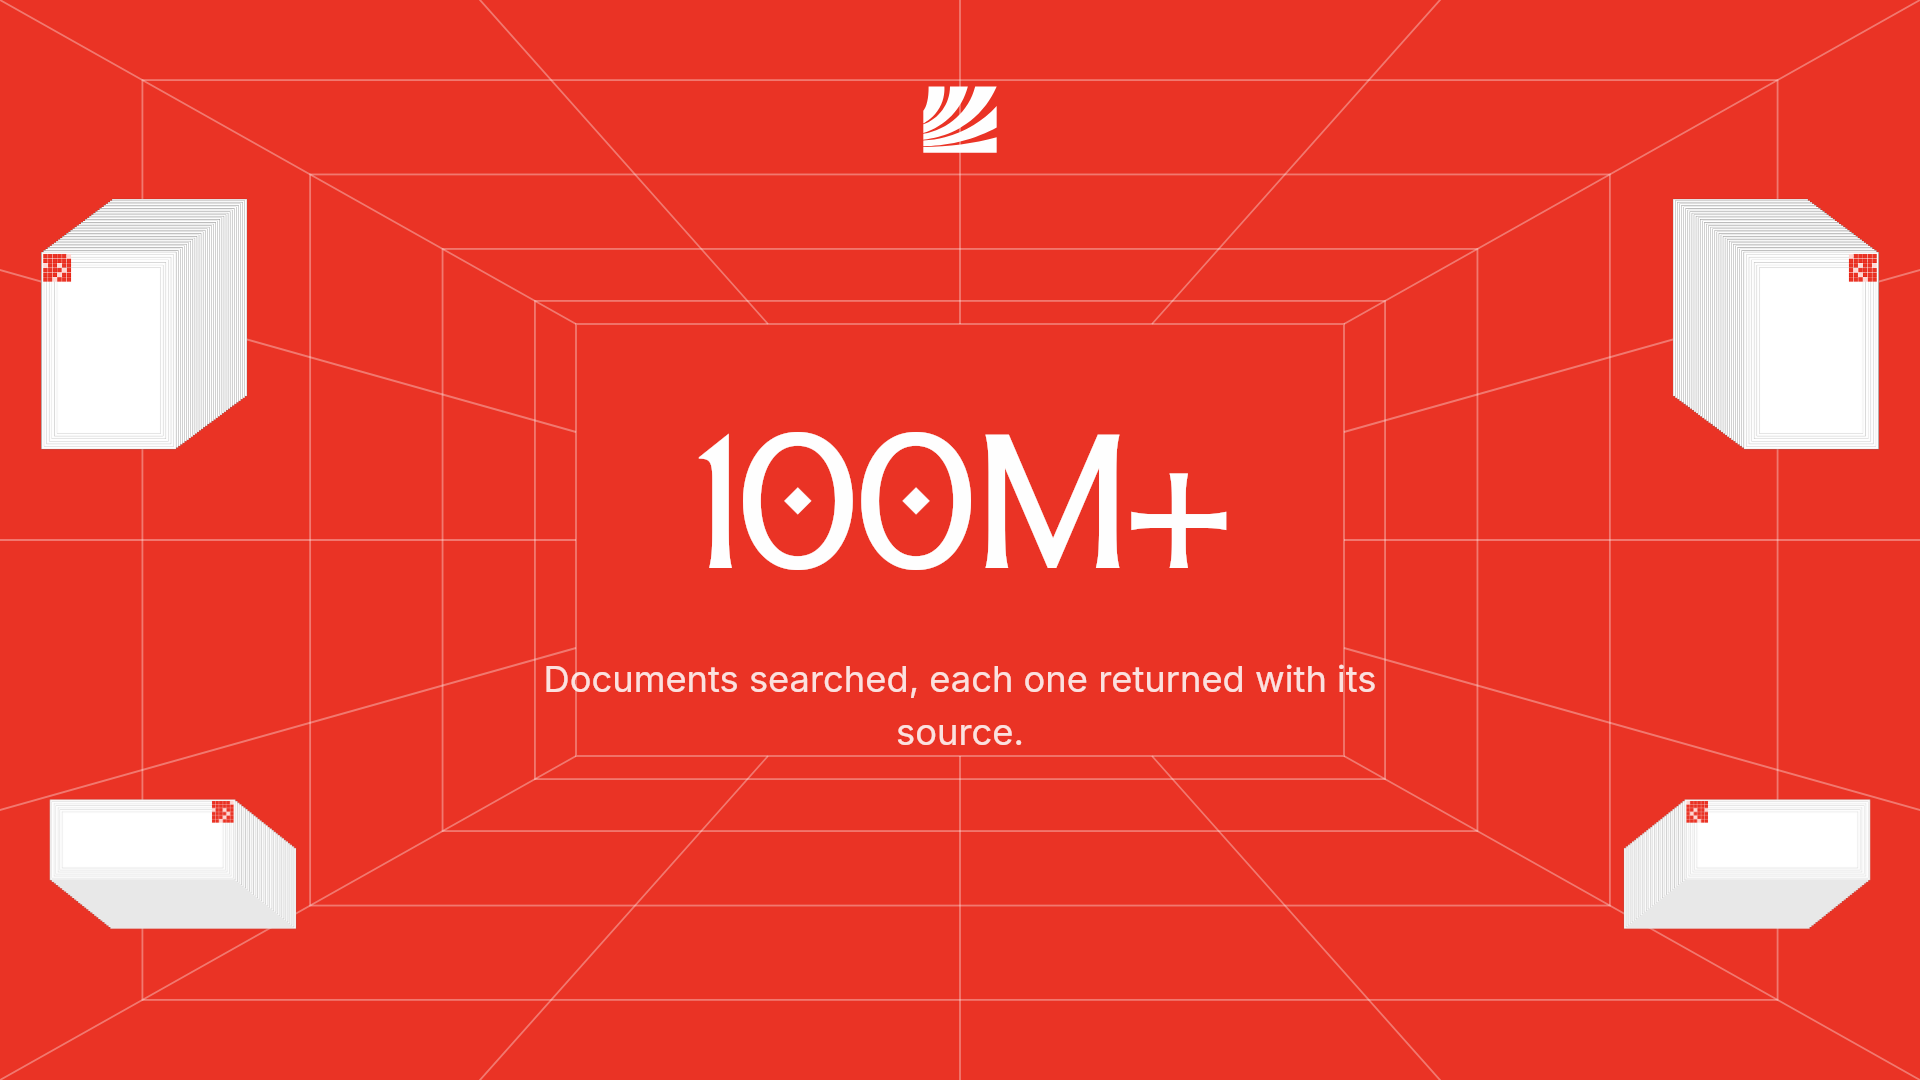 100M+
Documents searched, each one returned with its
source.